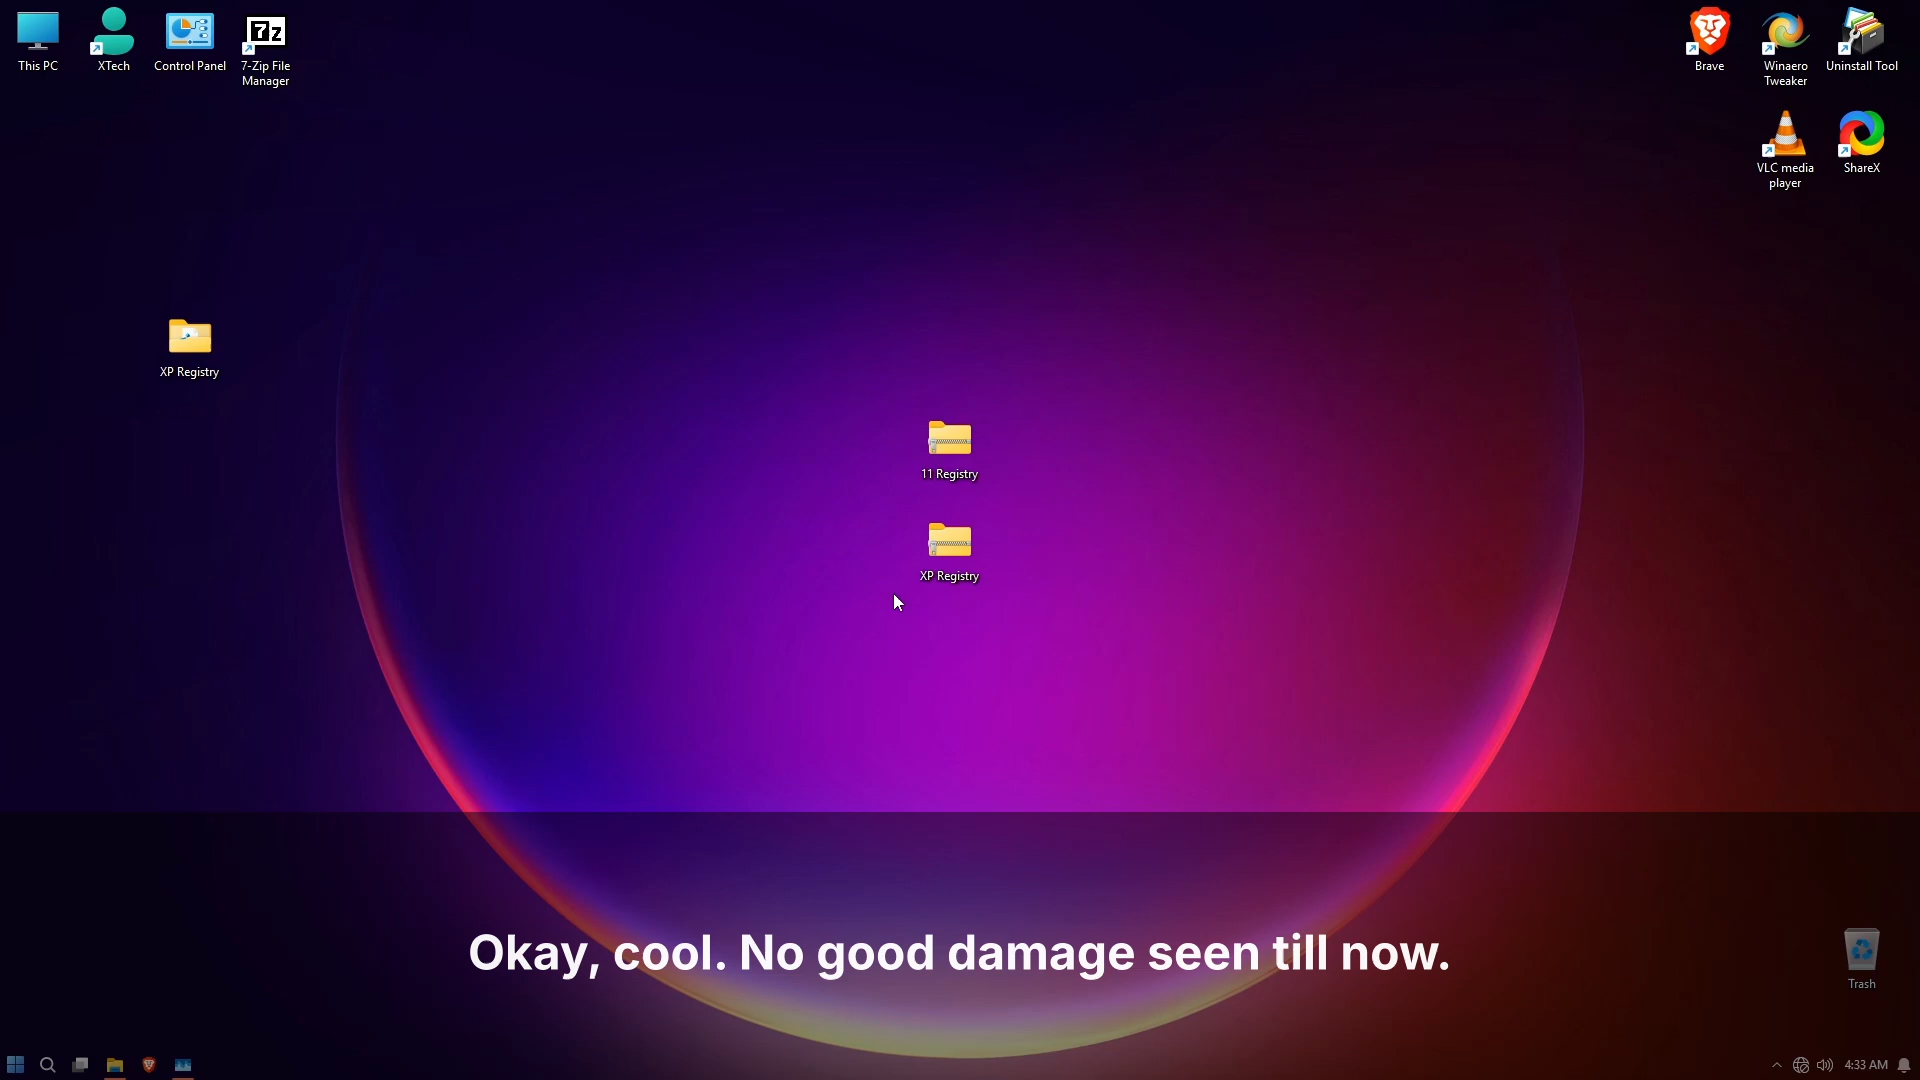 This PC
XTech
Control Panel
7-Zip File
Manager
7z
Brave
Winaero
Tweaker
Uninstall Tool
VLC media
player
ShareX
XP Registry
11 Registry
XP Registry
Okay, cool. No good damage seen till now.
Trash
4:33 AM